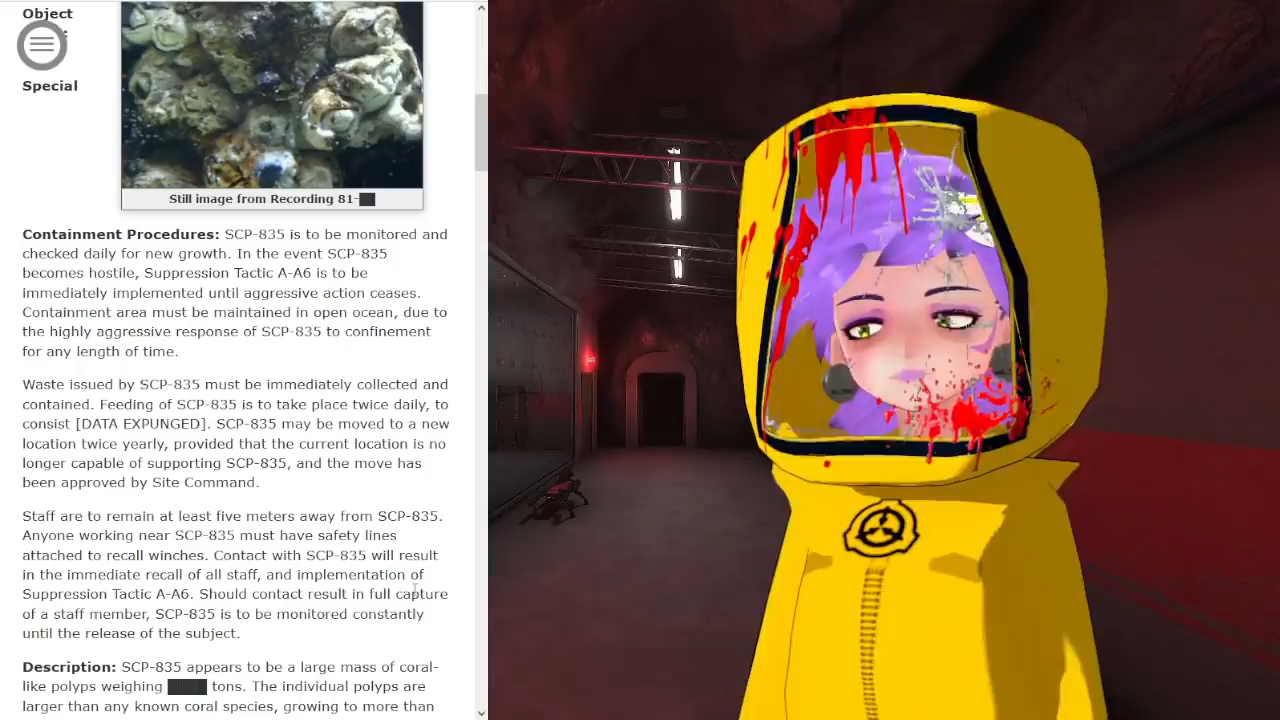 Object
:
Special
Still image from Recording 81-██
Containment Procedures: SCP-835 is to be monitored and
checked daily for new growth. In the event SCP-835
becomes hostile, Suppression Tactic A-A6 is to be
immediately implemented until aggressive action ceases.
Containment area must be maintained in open ocean, due to
the highly aggressive response of SCP-835 to confinement
for any length of time.
Waste issued by SCP-835 must be immediately collected and
contained. Feeding of SCP-835 is to take place twice daily, to
consist [DATA EXPUNGED]. SCP-835 may be moved to a new
location twice yearly, provided that the current location is no
longer capable of supporting SCP-835, and the move has
been approved by Site Command.
Staff are to remain at least five meters away from SCP-835.
Anyone working near SCP-835 must have safety lines
attached to recall winches. Contact with SCP-835 will result
in the immediate recall of all staff, and implementation of
Suppression Tactic A-A6. Should contact result in full capture
of a staff member, SCP-835 is to be monitored constantly
until the release of the subject.
Description: SCP-835 appears to be a large mass of coral-
like polyps weighing ████ tons. The individual polyps are
larger than any known coral species, growing to more than